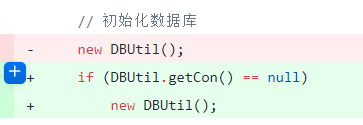 // 初始化数据库
- new DBUtil();
+ if (DBUtil.getCon() == null)
+ new DBUtil();